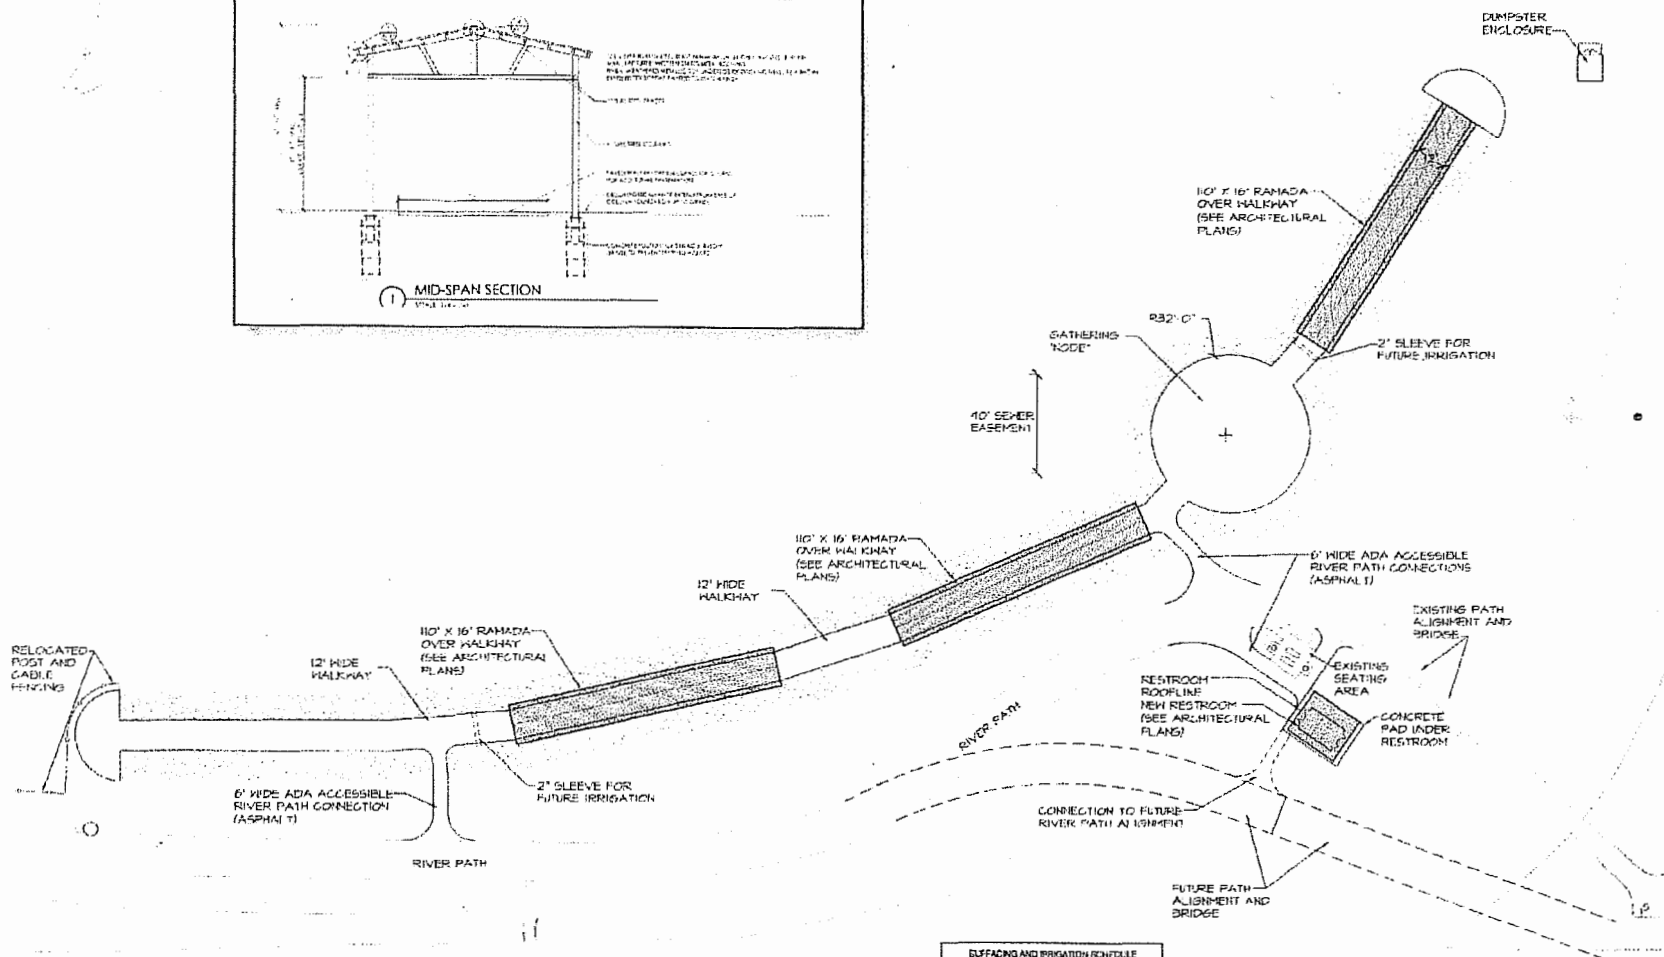 MID-SPAN SECTION
1
DUMPSTER
ENCLOSURE
110' X 16' RAMADA
OVER WALKWAY
(SEE ARCHITECTURAL
PLANS)
R32'-0"
GATHERING
"NODE"
2" SLEEVE FOR
FUTURE IRRIGATION
40' SEWER
EASEMENT
110' X 16' RAMADA
OVER WALKWAY
(SEE ARCHITECTURAL
PLANS)
6' WIDE ADA ACCESSIBLE
RIVER PATH CONNECTIONS
(ASPHALT)
12' WIDE
WALKWAY
EXISTING PATH
ALIGNMENT AND
BRIDGE
110' X 16' RAMADA
OVER WALKWAY
(SEE ARCHITECTURAL
PLANS)
RELOCATED
POST AND
CABLE
FENCING
12' WIDE
WALKWAY
EXISTING
SEATING
AREA
RESTROOM
ROOFLINE
NEW RESTROOM
(SEE ARCHITECTURAL
PLANS)
CONCRETE
PAD UNDER
RESTROOM
RIVER PATH
6' WIDE ADA ACCESSIBLE
RIVER PATH CONNECTION
(ASPHALT)
2" SLEEVE FOR
FUTURE IRRIGATION
CONNECTION TO FUTURE
RIVER PATH ALIGNMENT
RIVER PATH
FUTURE PATH
ALIGNMENT AND
BRIDGE
SURFACING AND IRRIGATION SCHEDULE